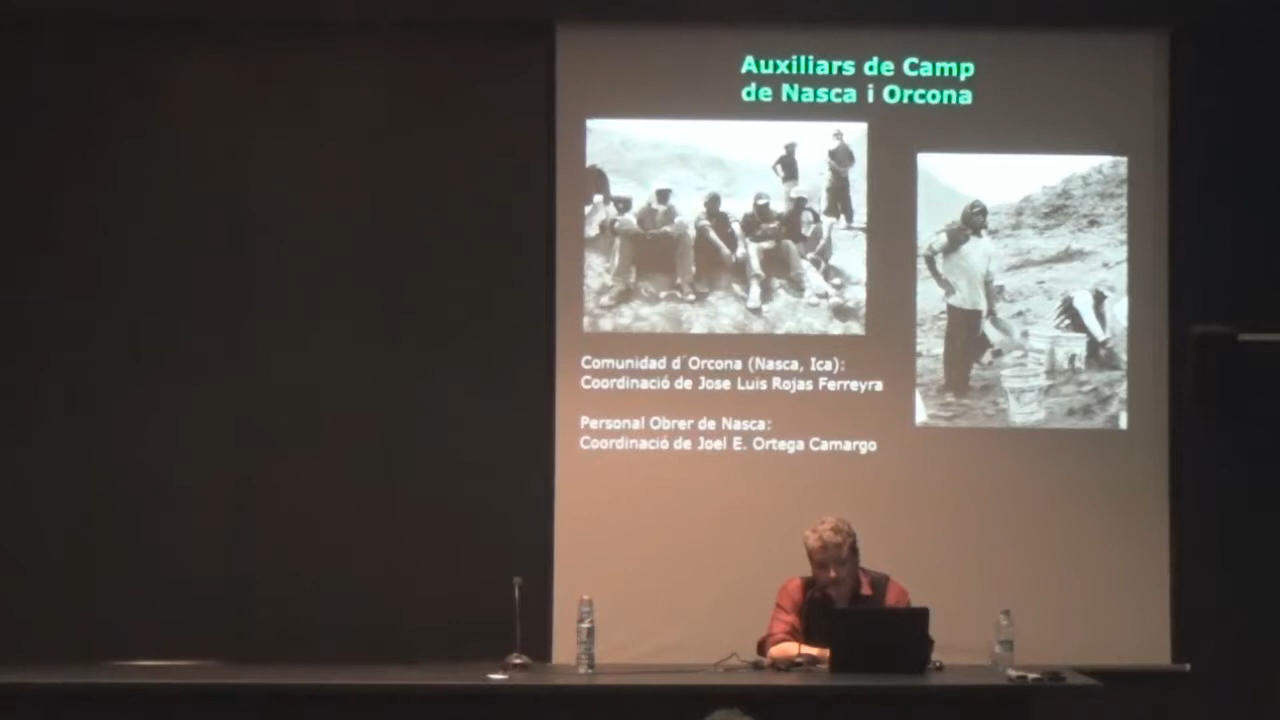 Auxiliars de Camp
de Nasca i Orcona
Comunidad d´Orcona (Nasca, Ica):
Coordinació de Jose Luis Rojas Ferreyra
Personal Obrer de Nasca:
Coordinació de Joel E. Ortega Camargo